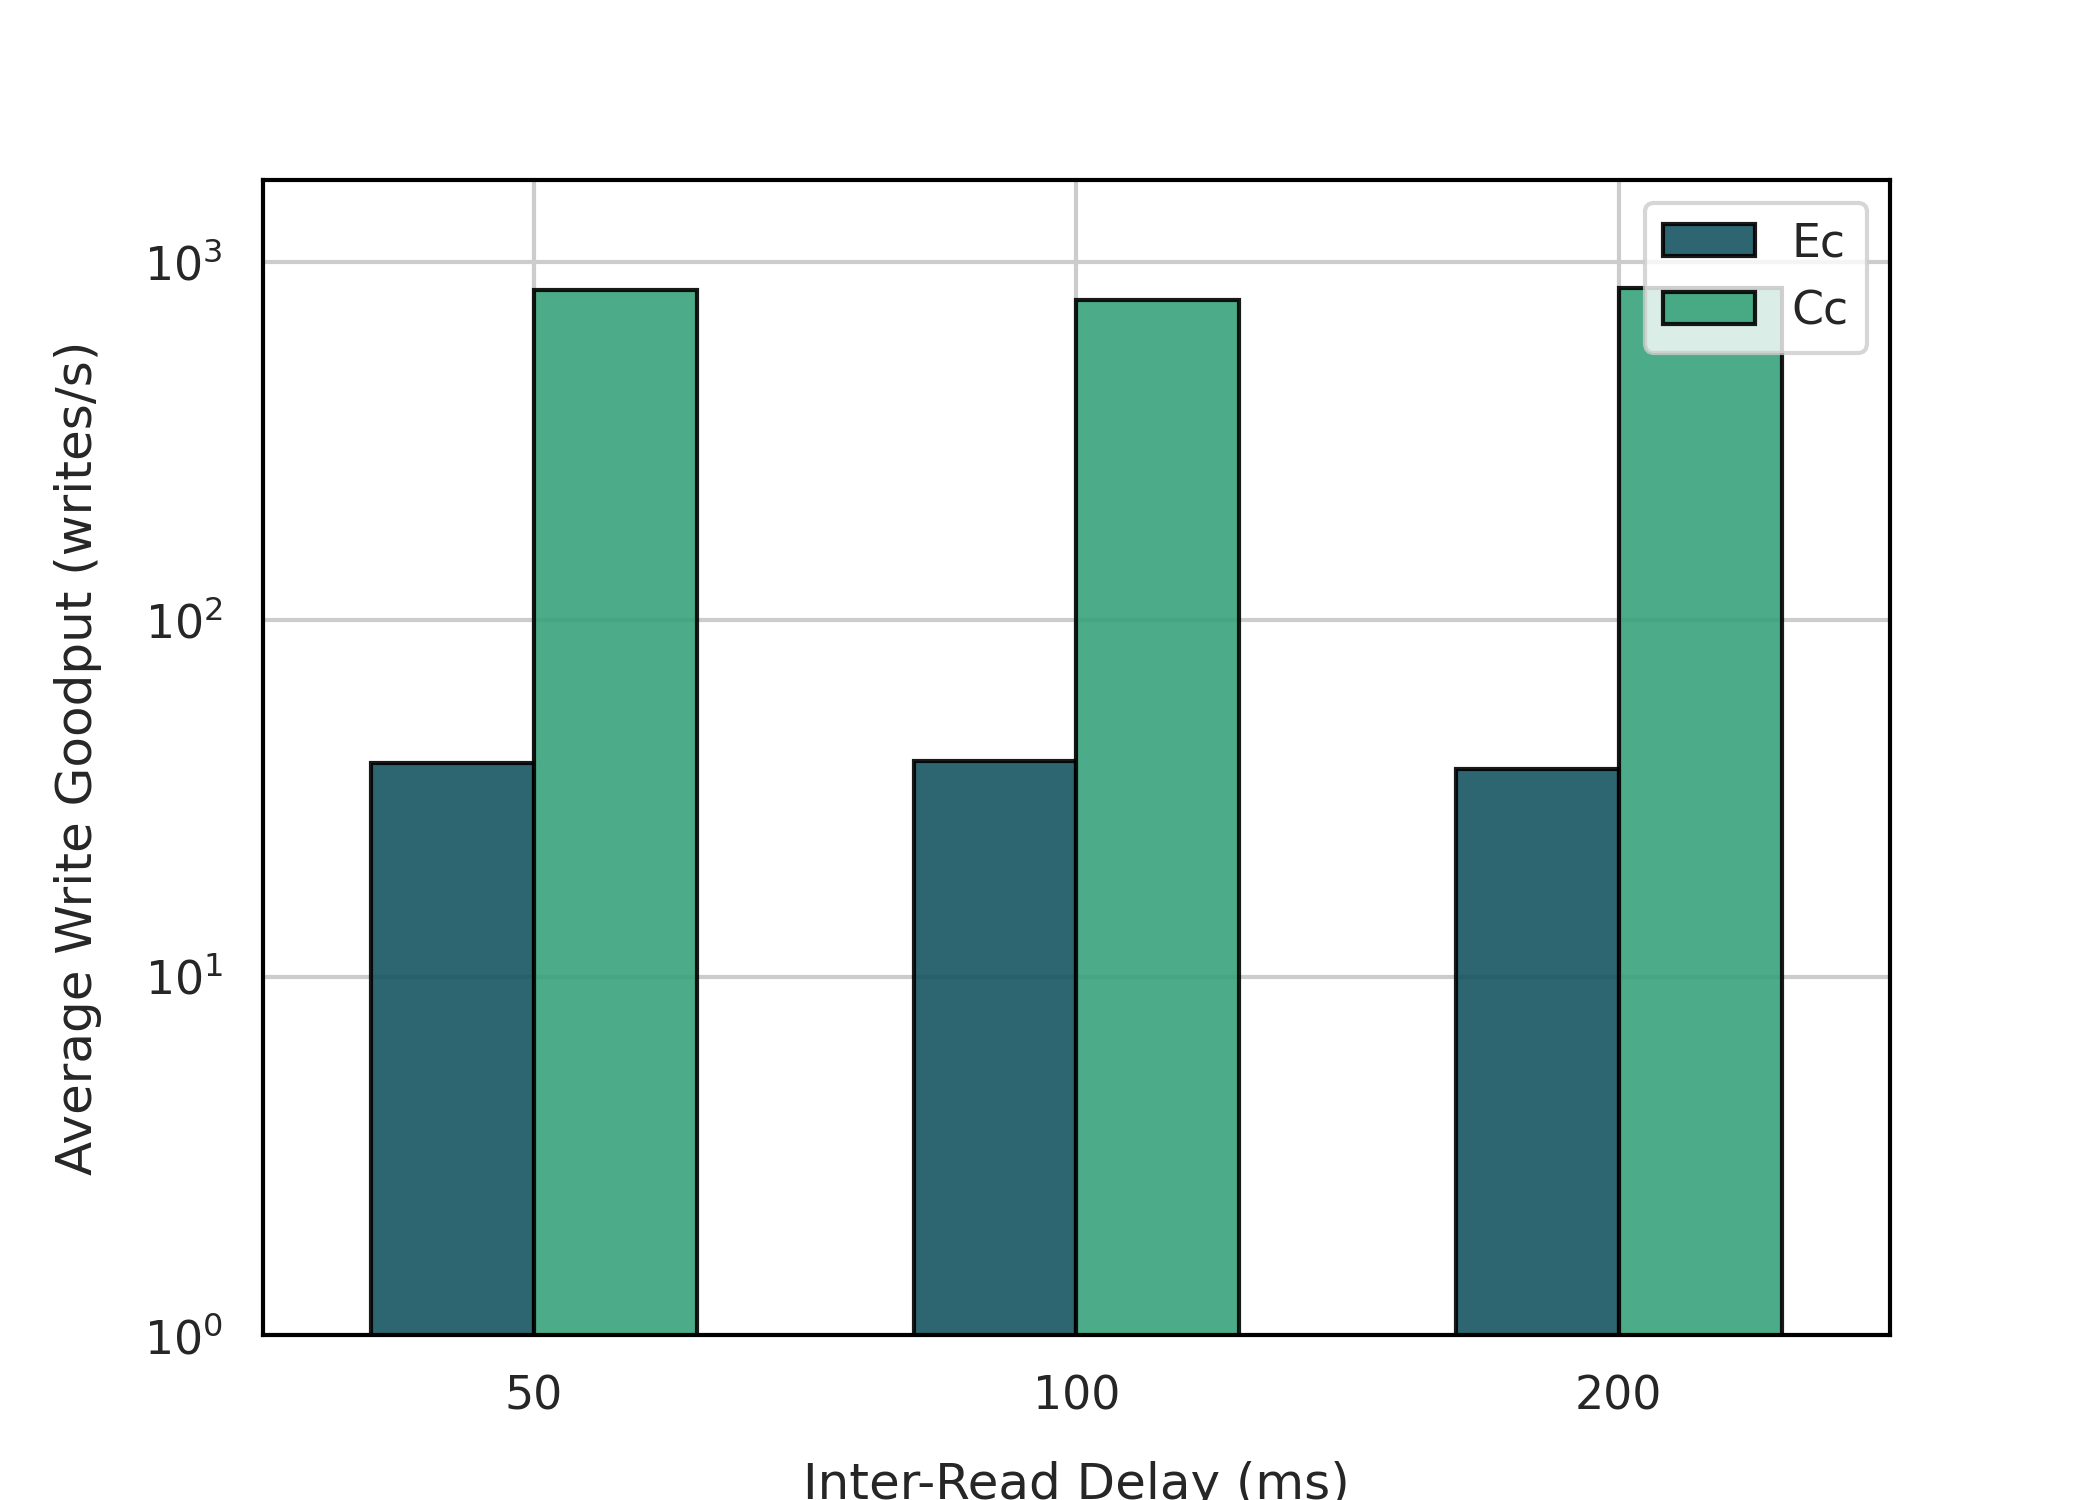 Average Write Goodput (writes/s)
10³
10²
10¹
10⁰
Ec
Cc
50 100 200
Inter-Read Delay (ms)